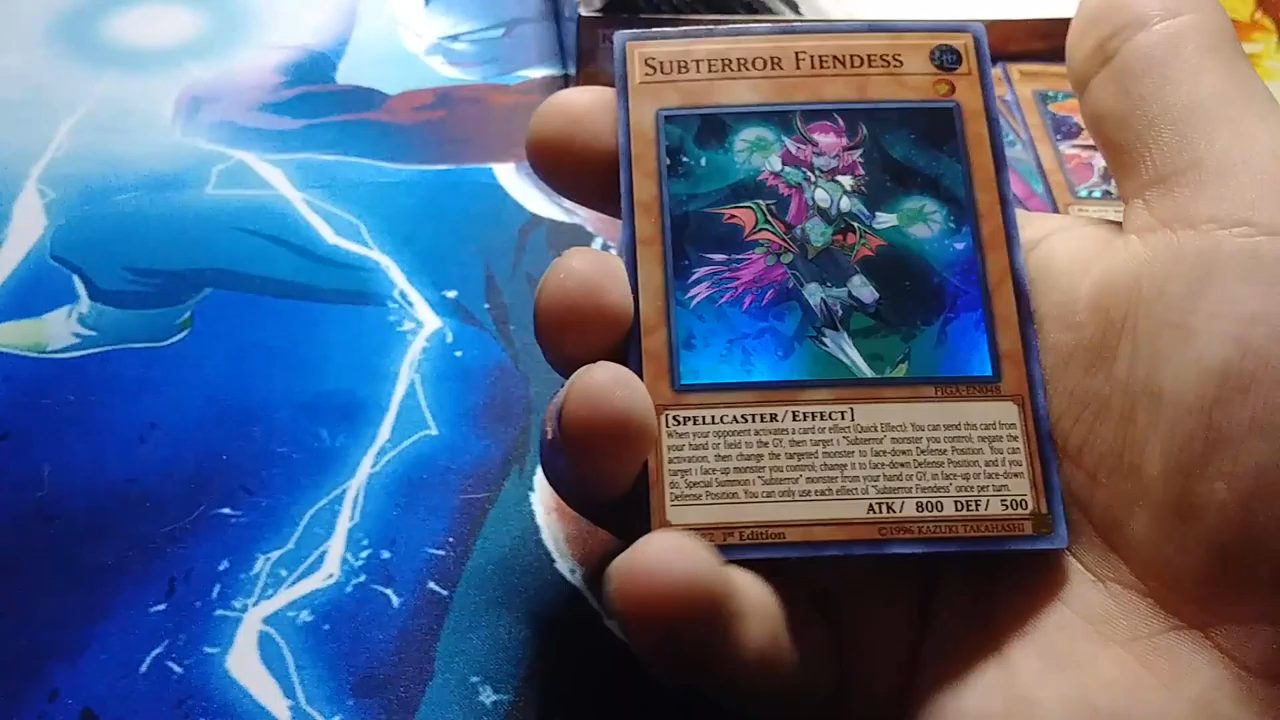 SUBTERROR FIENDESS
FIGA-EN048
[SPELLCASTER/EFFECT]
When your opponent activates a card or effect (Quick Effect): You can send this card from
your hand or field to the GY, then target 1 "Subterror" monster you control; negate the
activation, then change the targeted monster to face-down Defense Position. You can
target 1 face-up monster you control; change it to face-down Defense Position, and if you
do, Special Summon 1 "Subterror" monster from your hand or GY, in face-up or face-down
Defense Position. You can only use each effect of "Subterror Fiendess" once per turn.
ATK/ 800 DEF/ 500
1st Edition
©1996 KAZUKI TAKAHASHI